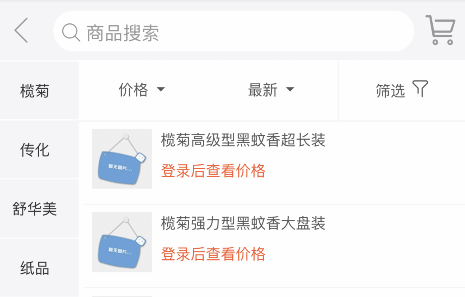 商品搜索
榄菊
价格
最新
筛选
传化
舒华美
纸品
榄菊高级型黑蚊香超长装
登录后查看价格
榄菊强力型黑蚊香大盘装
登录后查看价格